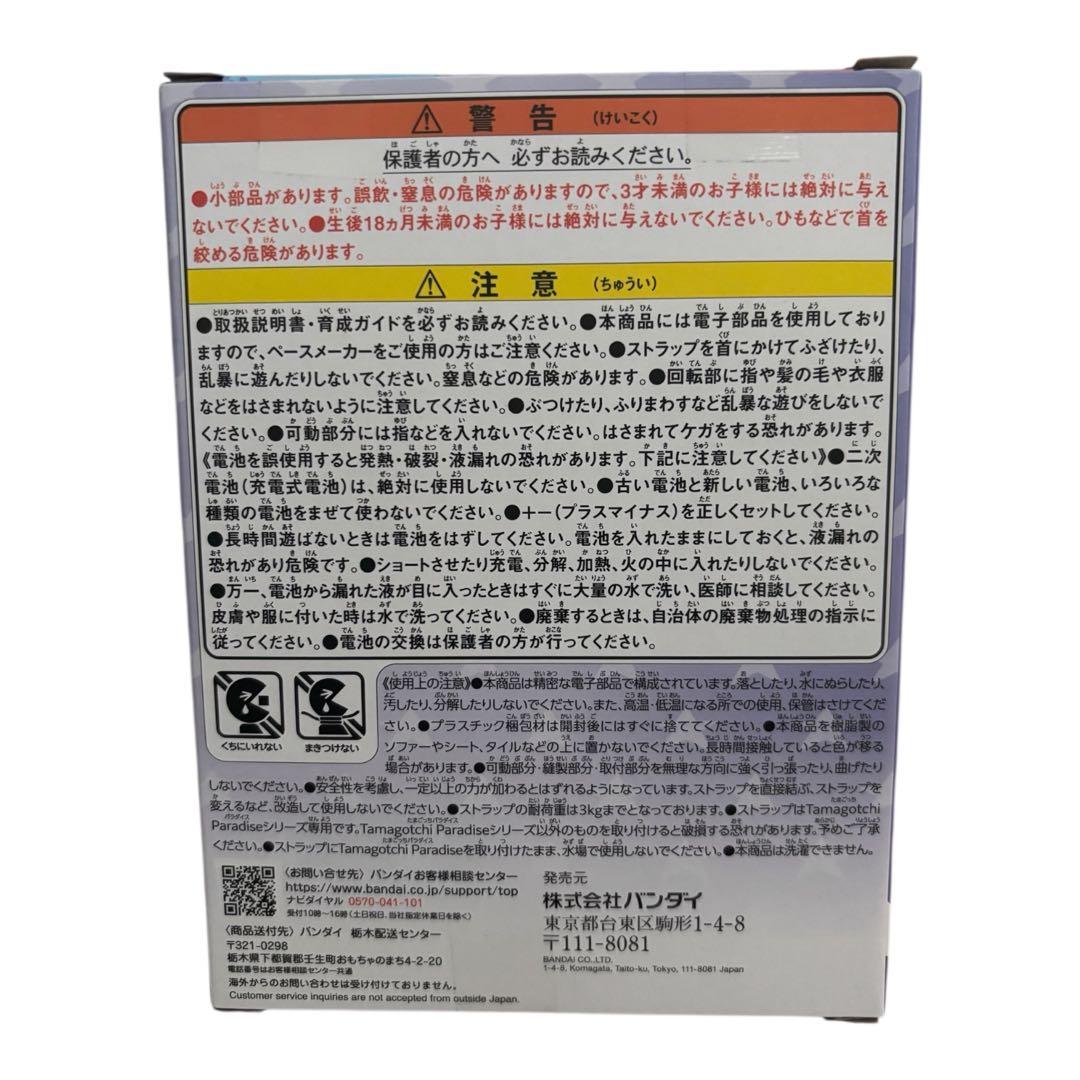 ⚠ 警告 (けいこく)
保護者の方へ 必ずお読みください。
●小部品があります。誤飲・窒息の危険がありますので、3才未満のお子様には絶対に与え
ないでください。●生後18ヵ月未満のお子様には絶対に与えないでください。ひもなどで首を
絞める危険があります。
⚠ 注意 (ちゅうい)
●取扱説明書・育成ガイドを必ずお読みください。●本商品には電子部品を使用しており
ますので、ペースメーカーをご使用の方はご注意ください。●ストラップを首にかけてふざけたり、
乱暴に遊んだりしないでください。窒息などの危険があります。●回転部に指や髪の毛や衣服
などをはさまれないように注意してください。●ぶつけたり、ふりまわすなど乱暴な遊びをしないで
ください。●可動部分には指などを入れないでください。はさまれてケガをする恐れがあります。
《電池を誤使用すると発熱・破裂・液漏れの恐れがあります。下記に注意してください》●二次
電池(充電式電池)は、絶対に使用しないでください。●古い電池と新しい電池、いろいろな
種類の電池をまぜて使わないでください。●+-(プラスマイナス)を正しくセットしてください。
●長時間遊ばないときは電池をはずしてください。電池を入れたままにしておくと、液漏れの
恐れがあり危険です。●ショートさせたり充電、分解、加熱、火の中に入れたりしないでください。
●万一、電池から漏れた液が目に入ったときはすぐに大量の水で洗い、医師に相談してください。
皮膚や服に付いた時は水で洗ってください。●廃棄するときは、自治体の廃棄物処理の指示に
従ってください。●電池の交換は保護者の方が行ってください。
くちにいれない
まきつけない
《使用上の注意》●本商品は精密な電子部品で構成されています。落としたり、水にぬらしたり、
汚したり、分解したりしないでください。また、高温・低温になる所での使用、保管はさけてくださ
い。●プラスチック梱包材は開封後にはすぐに捨ててください。●本商品を樹脂製の
ソファーやシート、タイルなどの上に置かないでください。長時間接触していると色が移る
場合があります。●可動部分・縫製部分・取付部分を無理な方向に強く引っ張ったり、曲げたり
しないでください。●安全性を考慮し、一定以上の力が加わるとはずれるようになっています。ストラップを直接結ぶ、ストラップを
変えるなど、改造して使用しないでください。●ストラップの耐荷重は3kgまでとなっております。●ストラップはTamagotchi
Paradiseシリーズ専用です。Tamagotchi Paradiseシリーズ以外のものを取り付けると破損する恐れがあります。予めご了承
ください。●ストラップにTamagotchi Paradiseを取り付けたまま、水場で使用しないでください。●本商品は洗濯できません。
〈お問い合せ先〉バンダイお客様相談センター
https://www.bandai.co.jp/support/top
ナビダイヤル 0570-041-101
受付10時～16時(土日祝日、当社指定休業日を除く)
〈商品送付先〉バンダイ 栃木配送センター
〒321-0298
栃木県下都賀郡壬生町おもちゃのまち4-2-20
電話番号はお客様相談センター共通
海外からのお問い合わせは受け付けておりません。
Customer service inquiries are not accepted from outside Japan.
発売元
株式会社バンダイ
東京都台東区駒形1-4-8
〒111-8081
BANDAI CO.,LTD.
1-4-8, Komagata, Taito-ku, Tokyo, 111-8081 Japan